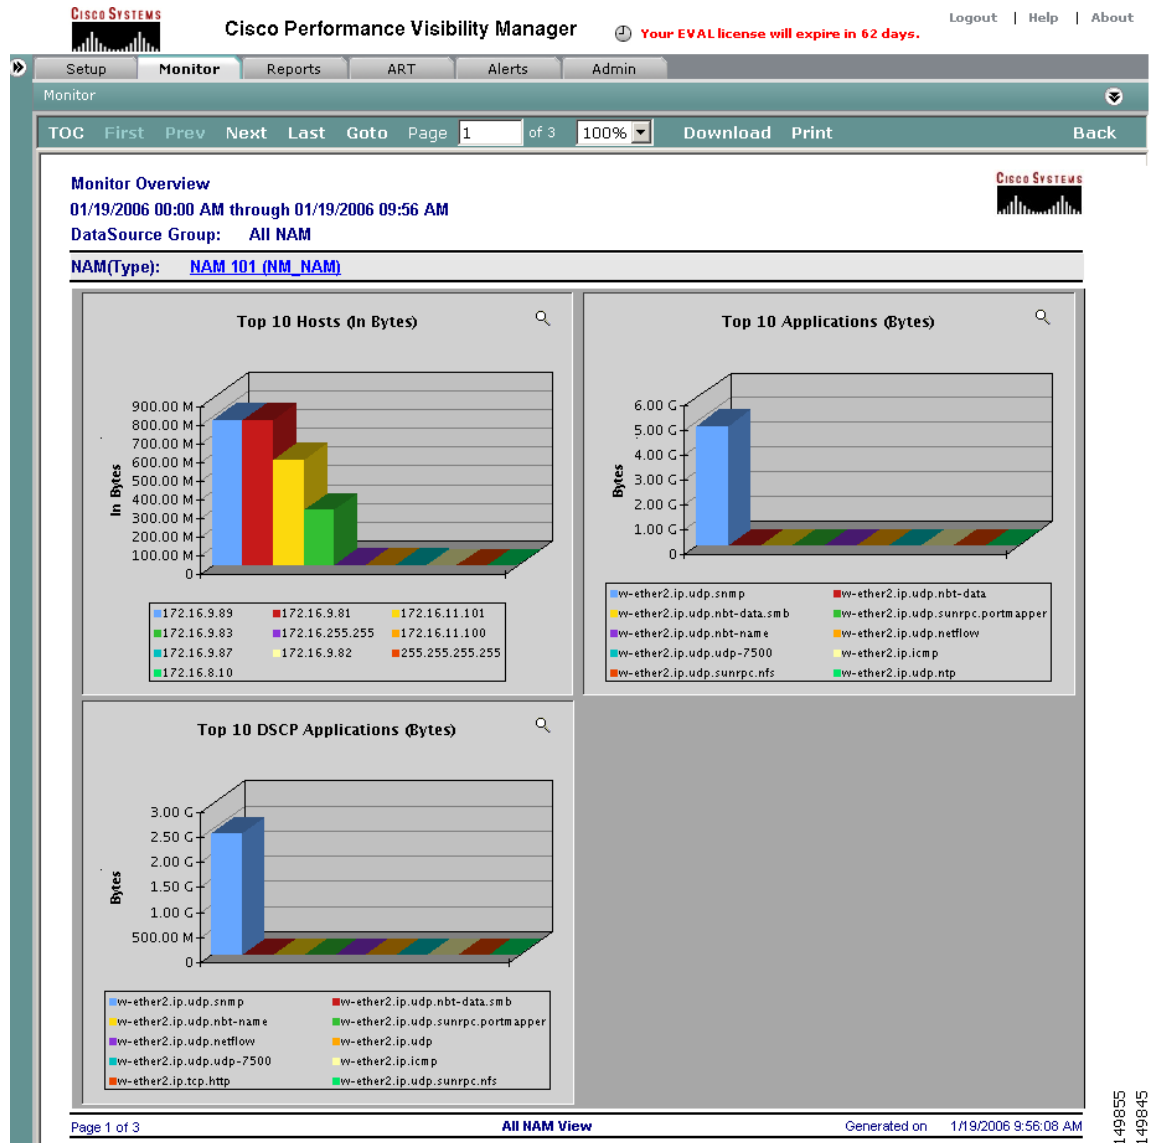 CISCO SYSTEMS
Cisco Performance Visibility Manager
Your EVAL license will expire in 62 days.
Logout | Help | About
Setup Monitor Reports ART Alerts Admin
Monitor
TOC First Prev Next Last Goto Page 1 of 3 100% Download Print Back
Monitor Overview
CISCO SYSTEMS
01/19/2006 00:00 AM through 01/19/2006 09:56 AM
DataSource Group: All NAM
NAM(Type): NAM 101 (NM_NAM)
Top 10 Hosts (In Bytes)
900.00 M
800.00 M
700.00 M
600.00 M
500.00 M
400.00 M
300.00 M
200.00 M
100.00 M
0
In Bytes
172.16.9.89 172.16.9.81 172.16.11.101
172.16.9.83 172.16.255.255 172.16.11.100
172.16.9.87 172.16.9.82 255.255.255.255
172.16.8.10
Top 10 Applications (Bytes)
6.00 G
5.00 G
4.00 G
3.00 G
2.00 G
1.00 G
0
Bytes
w-ether2.ip.udp.snmp w-ether2.ip.udp.nbt-data
w-ether2.ip.udp.nbt-data.smb w-ether2.ip.udp.sunrpc.portmapper
w-ether2.ip.udp.nbt-name w-ether2.ip.udp.netflow
w-ether2.ip.udp.udp-7500 w-ether2.ip.icmp
w-ether2.ip.udp.sunrpc.nfs w-ether2.ip.udp.ntp
Top 10 DSCP Applications (Bytes)
3.00 G
2.50 G
2.00 G
1.50 G
1.00 G
500.00 M
0
Bytes
w-ether2.ip.udp.snmp w-ether2.ip.udp.nbt-data.smb
w-ether2.ip.udp.nbt-name w-ether2.ip.udp.sunrpc.portmapper
w-ether2.ip.udp.netflow w-ether2.ip.udp
w-ether2.ip.udp.udp-7500 w-ether2.ip.icmp
w-ether2.ip.tcp.http w-ether2.ip.udp.sunrpc.nfs
Page 1 of 3 All NAM View Generated on 1/19/2006 9:56:08 AM
149855
149845